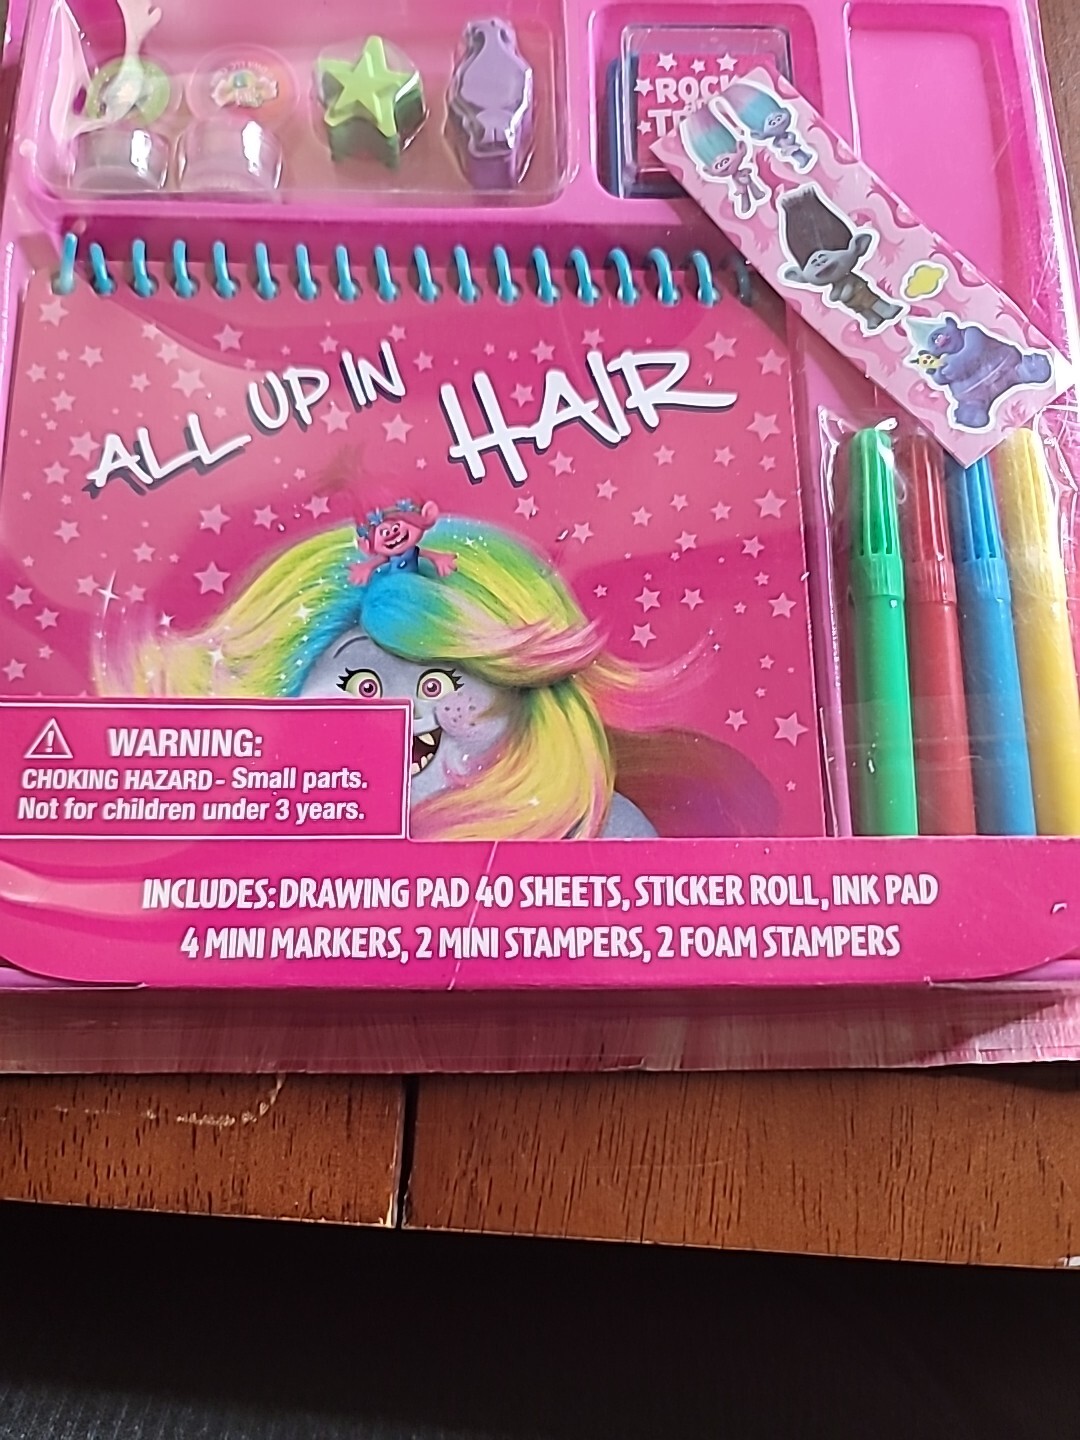 ROCK
ALL UP IN HAIR
WARNING:
CHOKING HAZARD - Small parts.
Not for children under 3 years.
INCLUDES: DRAWING PAD 40 SHEETS, STICKER ROLL, INK PAD
4 MINI MARKERS, 2 MINI STAMPERS, 2 FOAM STAMPERS